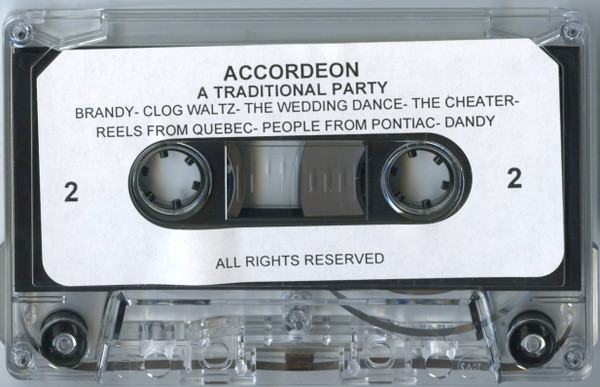 ACCORDEON
A TRADITIONAL PARTY
BRANDY- CLOG WALTZ- THE WEDDING DANCE- THE CHEATER-
REELS FROM QUEBEC- PEOPLE FROM PONTIAC- DANDY
2 2
ALL RIGHTS RESERVED